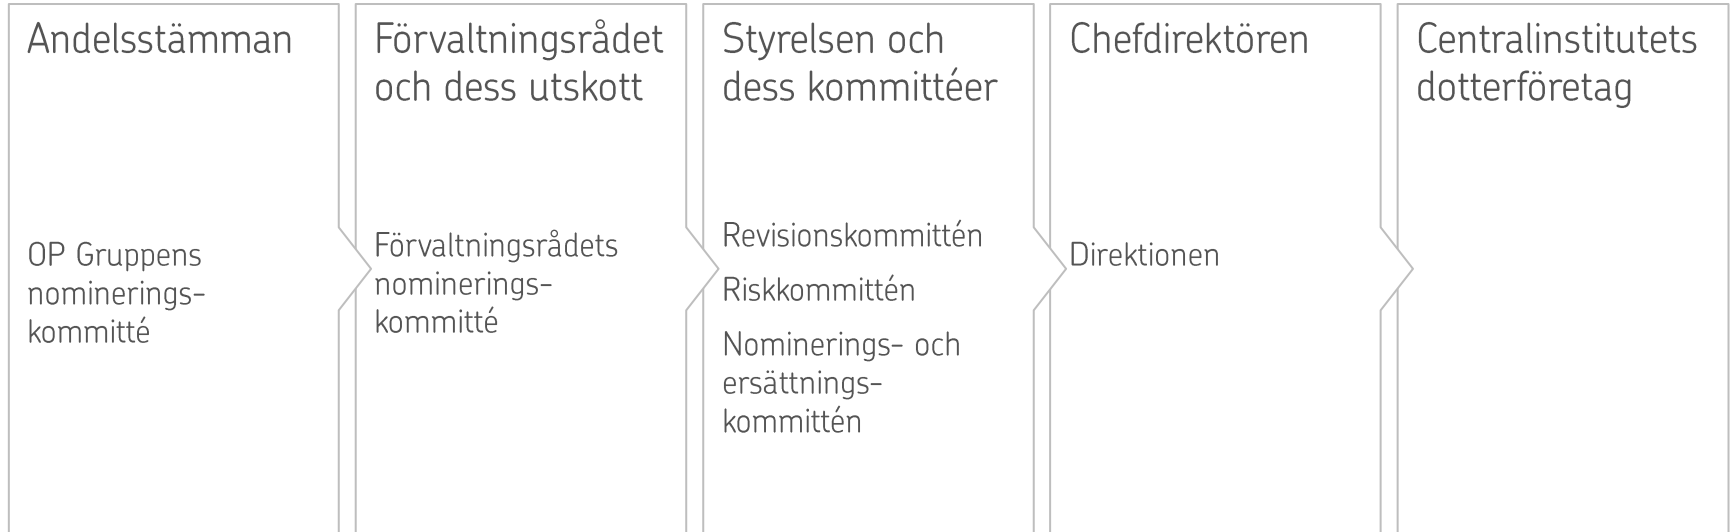 Andelsstämman
OP Gruppens
nominerings-
kommitté
Förvaltningsrådet
och dess utskott
Förvaltningsrådets
nominerings-
kommitté
Styrelsen och
dess kommittéer
Revisionskommittén
Riskkommittén
Nominerings- och
ersättnings-
kommittén
Chefdirektören
Direktionen
Centralinstitutets
dotterföretag